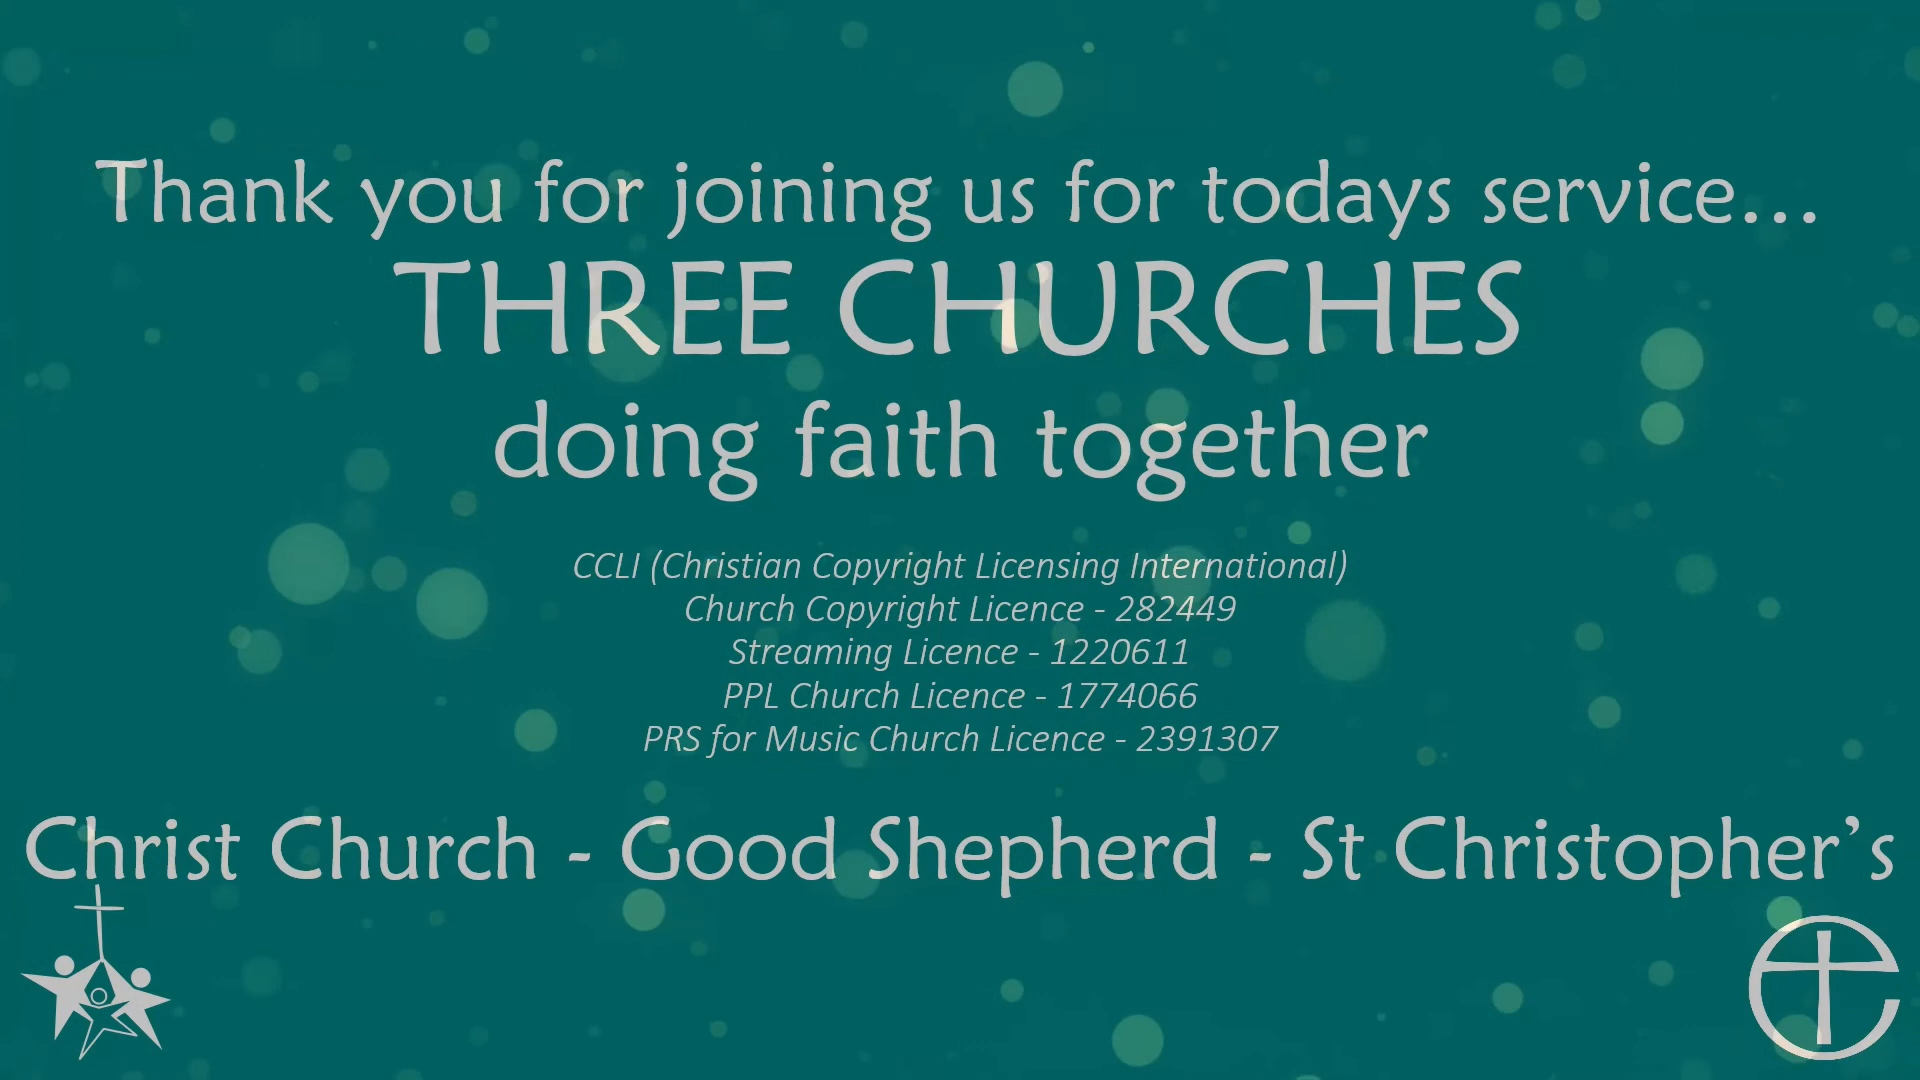 Thank you for joining us for todays service...
THREE CHURCHES
doing faith together
CCLI (Christian Copyright Licensing International)
Church Copyright Licence - 282449
Streaming Licence - 1220611
PPL Church Licence - 1774066
PRS for Music Church Licence - 2391307
Christ Church - Good Shepherd - St Christopher’s